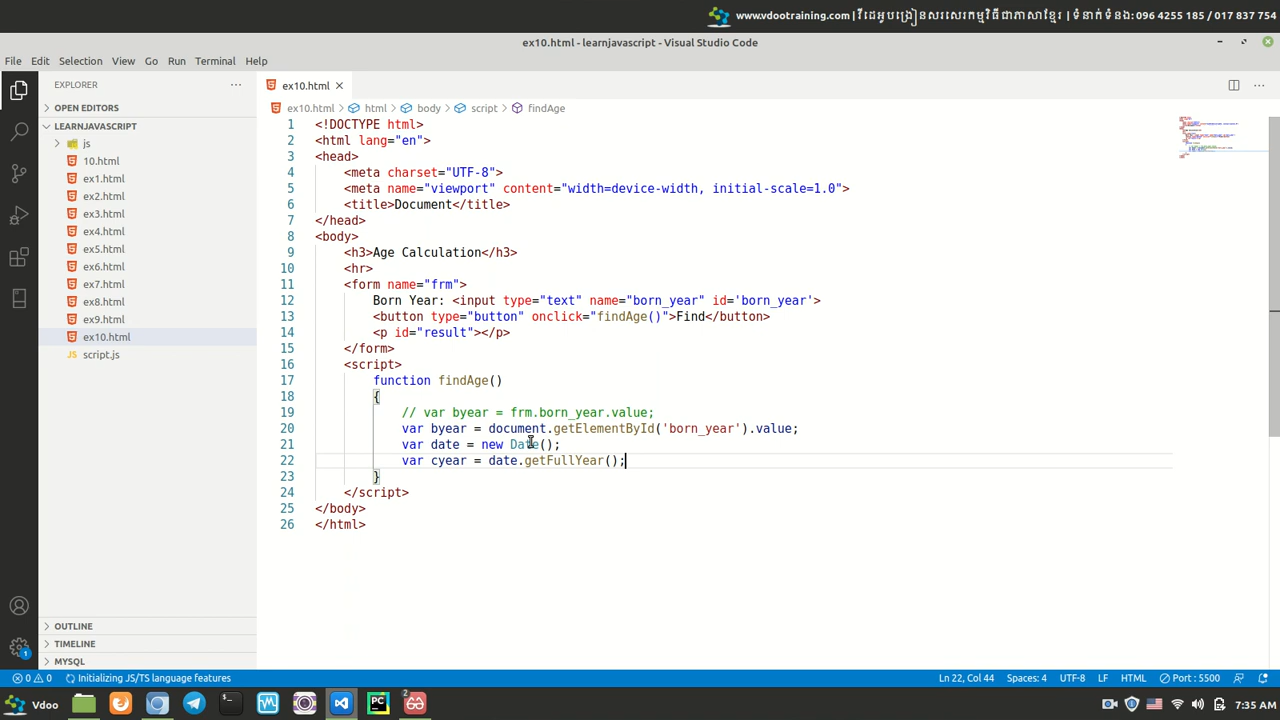 www.vdootraining.com | វីដេអូបង្រៀនសរសេរកម្មវិធីជាភាសាខ្មែរ | ទំនាក់ទំនង: 096 4255 185 / 017 837 754
ex10.html - learnjavascript - Visual Studio Code
File Edit Selection View Go Run Terminal Help
EXPLORER
OPEN EDITORS
LEARNJAVASCRIPT
js
10.html
ex1.html
ex2.html
ex3.html
ex4.html
ex5.html
ex6.html
ex7.html
ex8.html
ex9.html
ex10.html
JS script.js
OUTLINE
TIMELINE
MYSQL
ex10.html
ex10.html > html > body > script > findAge
1 <!DOCTYPE html>
2 <html lang="en">
3 <head>
4 <meta charset="UTF-8">
5 <meta name="viewport" content="width=device-width, initial-scale=1.0">
6 <title>Document</title>
7 </head>
8 <body>
9 <h3>Age Calculation</h3>
10 <hr>
11 <form name="frm">
12 Born Year: <input type="text" name="born_year" id='born_year'>
13 <button type="button" onclick="findAge()">Find</button>
14 <p id="result"></p>
15 </form>
16 <script>
17 function findAge()
18 {
19 // var byear = frm.born_year.value;
20 var byear = document.getElementById('born_year').value;
21 var date = new Date();
22 var cyear = date.getFullYear();
23 }
24 </script>
25 </body>
26 </html>
0 0 Initializing JS/TS language features Ln 22, Col 44 Spaces: 4 UTF-8 LF HTML Port : 5500
Vdoo 2 7:35 AM